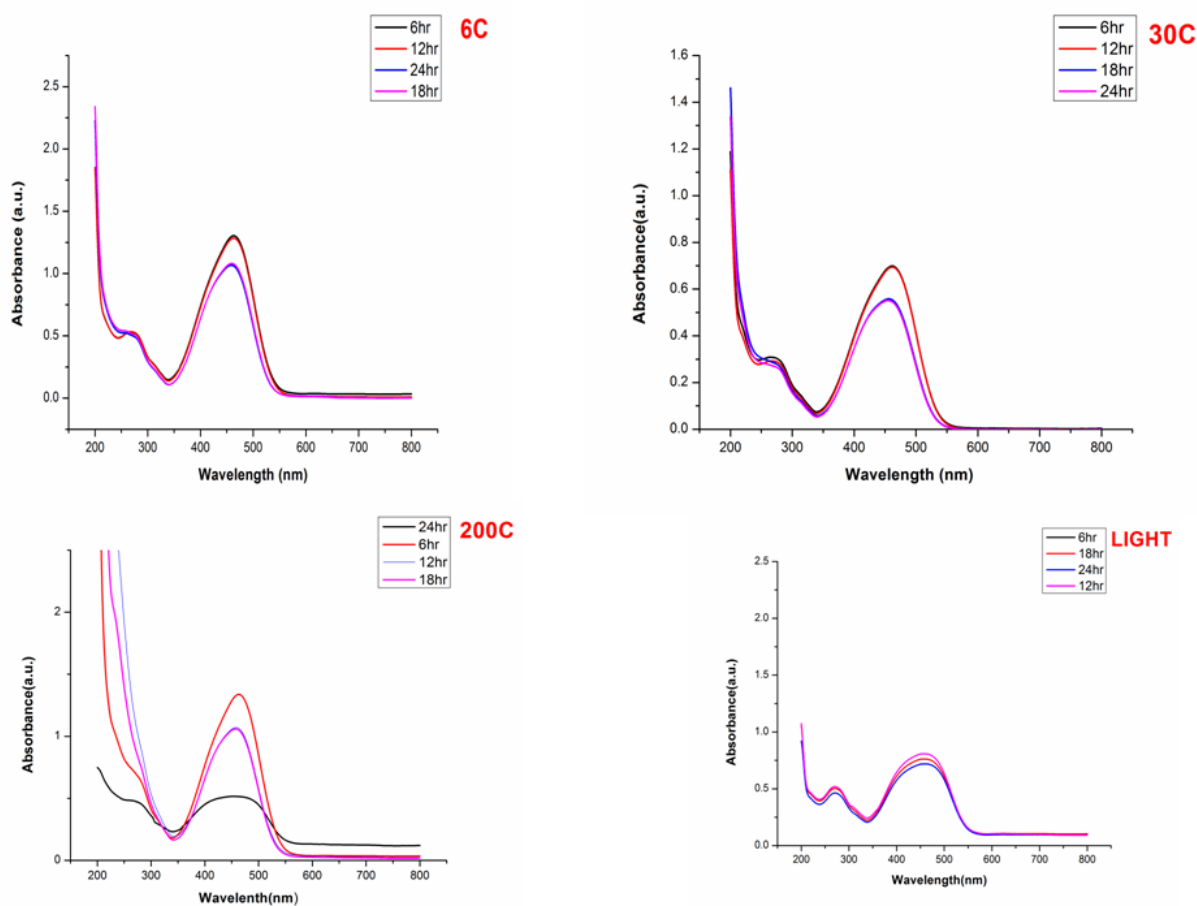 6hr
12hr
24hr
18hr
6C
2.5
2.0
1.5
1.0
0.5
0.0
Absorbance (a.u.)
200 300 400 500 600 700 800
Wavelength (nm)
6hr
12hr
18hr
24hr
30C
1.6
1.4
1.2
1.0
0.8
0.6
0.4
0.2
0.0
Absorbance(a.u.)
200 300 400 500 600 700 800
Wavelength (nm)
24hr
6hr
12hr
18hr
200C
2
1
0
Absorbance(a.u.)
200 300 400 500 600 700 800
Wavelenth(nm)
6hr
18hr
24hr
12hr
LIGHT
2.5
2.0
1.5
1.0
0.5
0.0
Absorbance(a.u.)
200 300 400 500 600 700 800
Wavelength(nm)